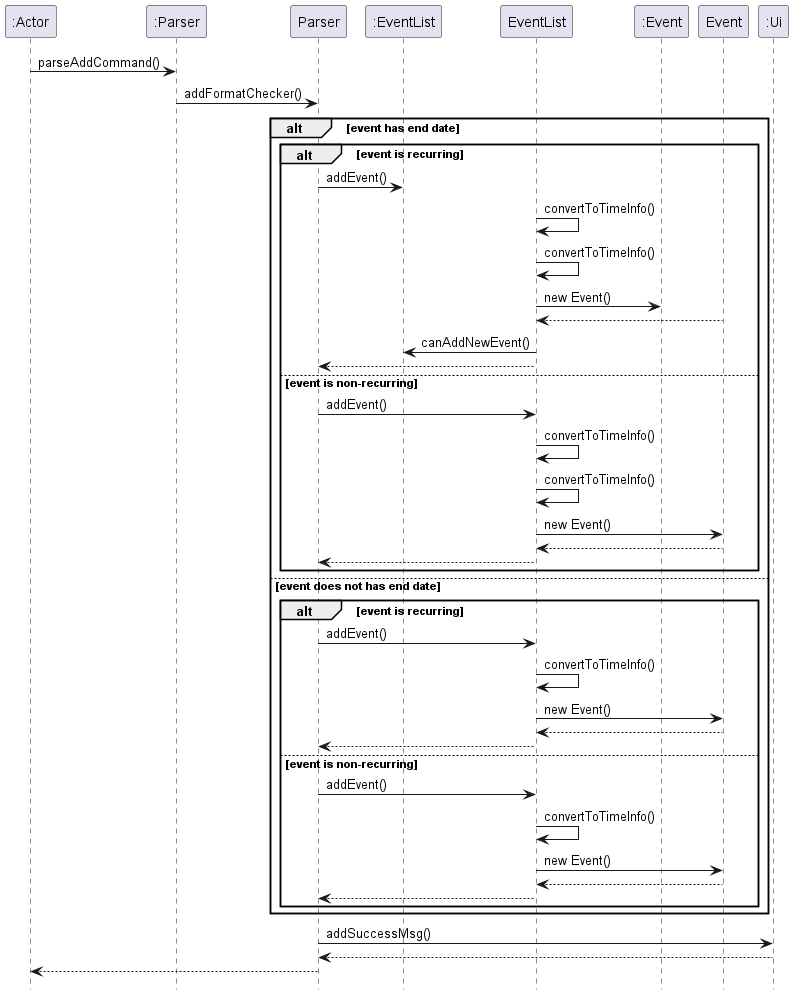 :Actor :Parser Parser :EventList EventList :Event Event :Ui
parseAddCommand()
addFormatChecker()
alt [event has end date]
alt [event is recurring]
addEvent()
convertToTimeInfo()
convertToTimeInfo()
new Event()
canAddNewEvent()
[event is non-recurring]
addEvent()
convertToTimeInfo()
convertToTimeInfo()
new Event()
[event does not has end date]
alt [event is recurring]
addEvent()
convertToTimeInfo()
new Event()
[event is non-recurring]
addEvent()
convertToTimeInfo()
new Event()
addSuccessMsg()